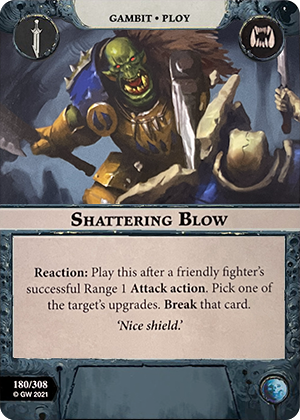 GAMBIT • PLOY
SHATTERING BLOW
Reaction: Play this after a friendly fighter's
successful Range 1 Attack action. Pick one
of the target's upgrades. Break that card.
'Nice shield.'
180/308
© GW 2021